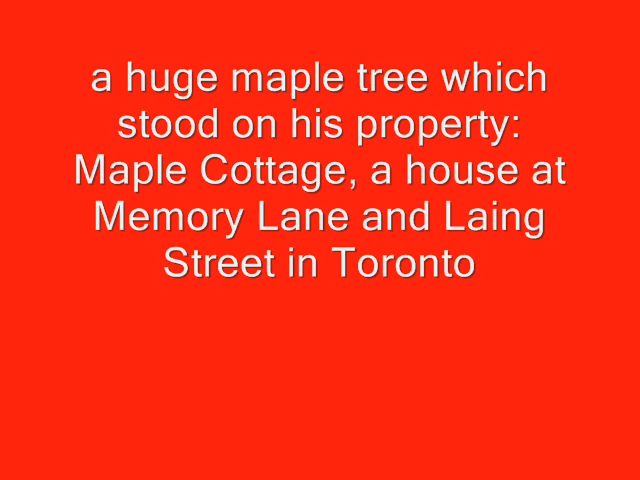 a huge maple tree which
stood on his property:
Maple Cottage, a house at
Memory Lane and Laing
Street in Toronto